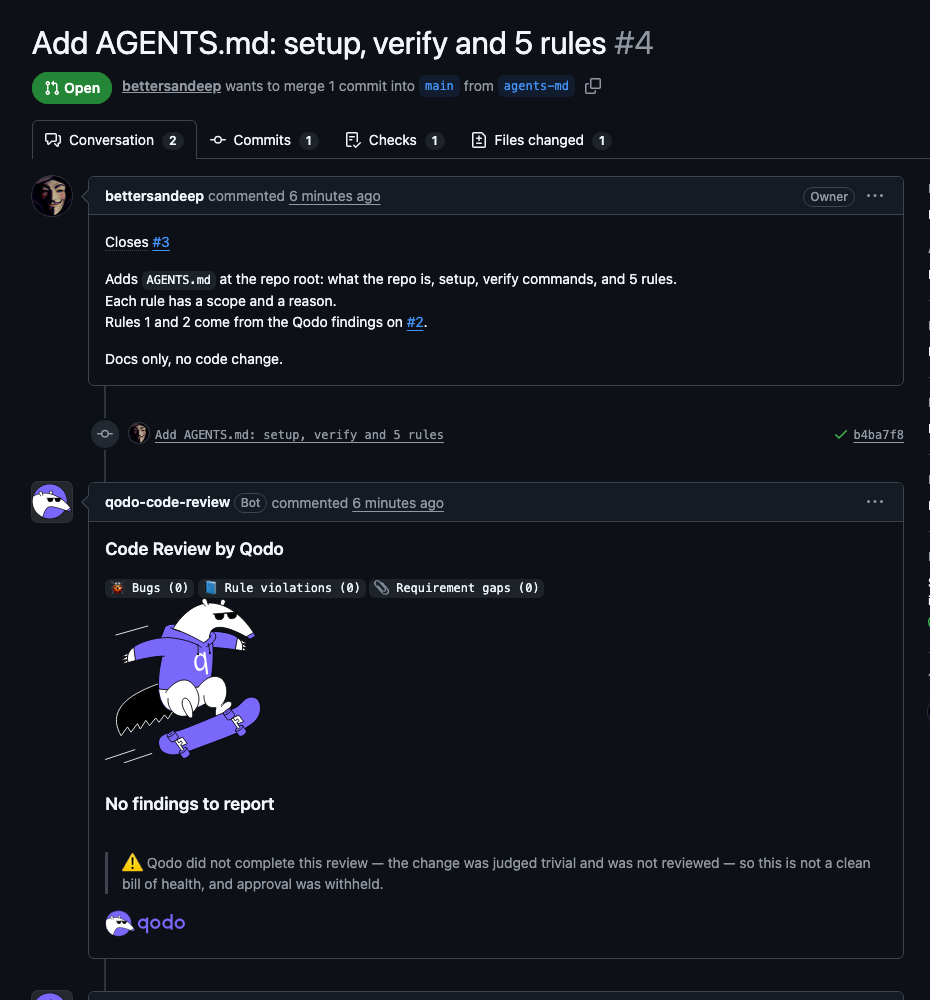 Add AGENTS.md: setup, verify and 5 rules #4
Open bettersandeep wants to merge 1 commit into main from agents-md
Conversation 2 Commits 1 Checks 1 Files changed 1
bettersandeep commented 6 minutes ago Owner
Closes #3
Adds AGENTS.md at the repo root: what the repo is, setup, verify commands, and 5 rules.
Each rule has a scope and a reason.
Rules 1 and 2 come from the Qodo findings on #2.
Docs only, no code change.
Add AGENTS.md: setup, verify and 5 rules b4ba7f8
qodo-code-review Bot commented 6 minutes ago
Code Review by Qodo
Bugs (0) Rule violations (0) Requirement gaps (0)
q
No findings to report
Qodo did not complete this review — the change was judged trivial and was not reviewed — so this is not a clean
bill of health, and approval was withheld.
qodo